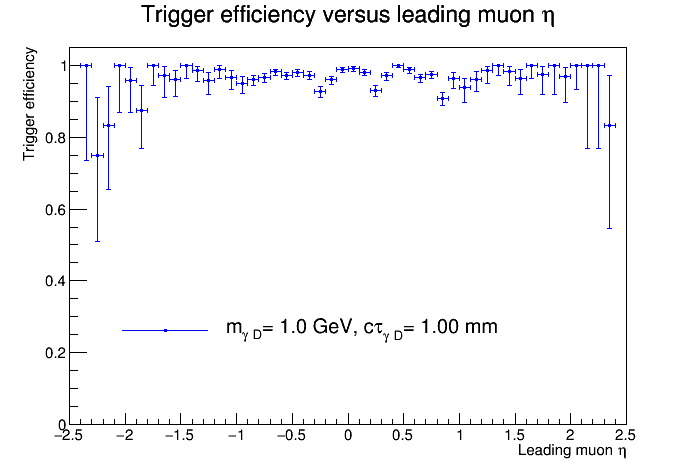 Trigger efficiency versus leading muon η
Trigger efficiency
1
0.8
0.6
0.4
0.2
0
m γ D = 1.0 GeV, cτ γ D = 1.00 mm
−2.5 −2 −1.5 −1 −0.5 0 0.5 1 1.5 2 2.5
Leading muon η